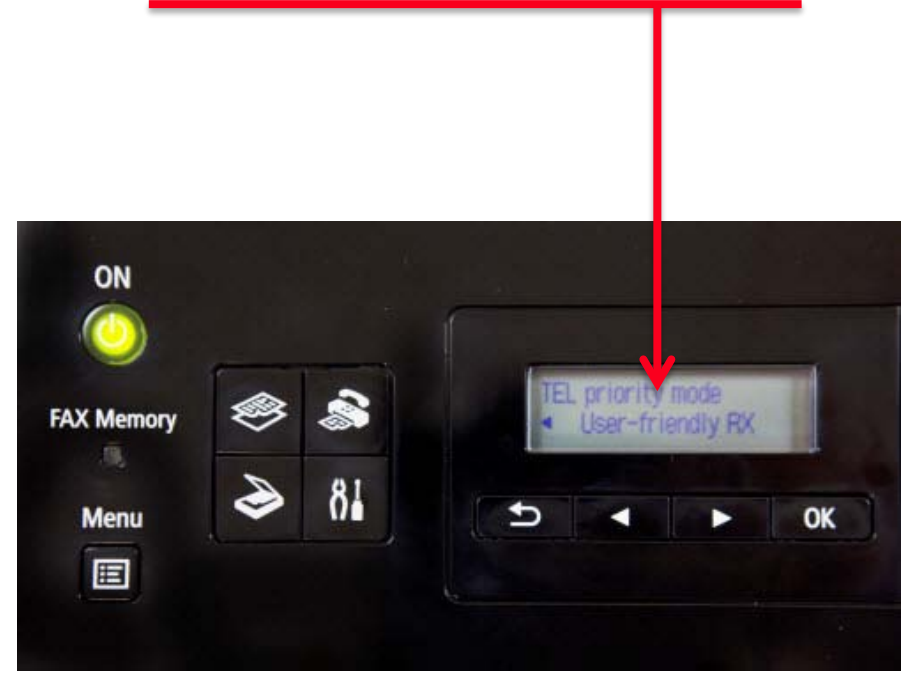 ON
FAX Memory
Menu
TEL priority mode
User-friendly RX
OK